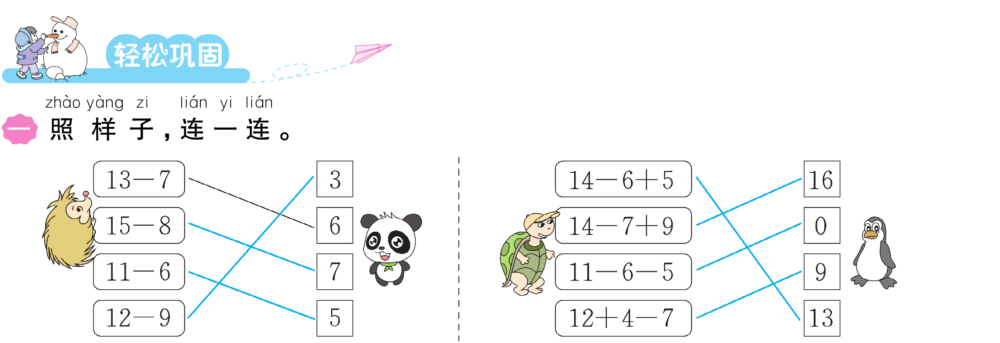 轻松巩固
zhào yàng zi lián yi lián
一 照样子，连一连。
13－7 3 14－6＋5 16
15－8 6 14－7＋9 0
11－6 7 11－6－5 9
12－9 5 12＋4－7 13